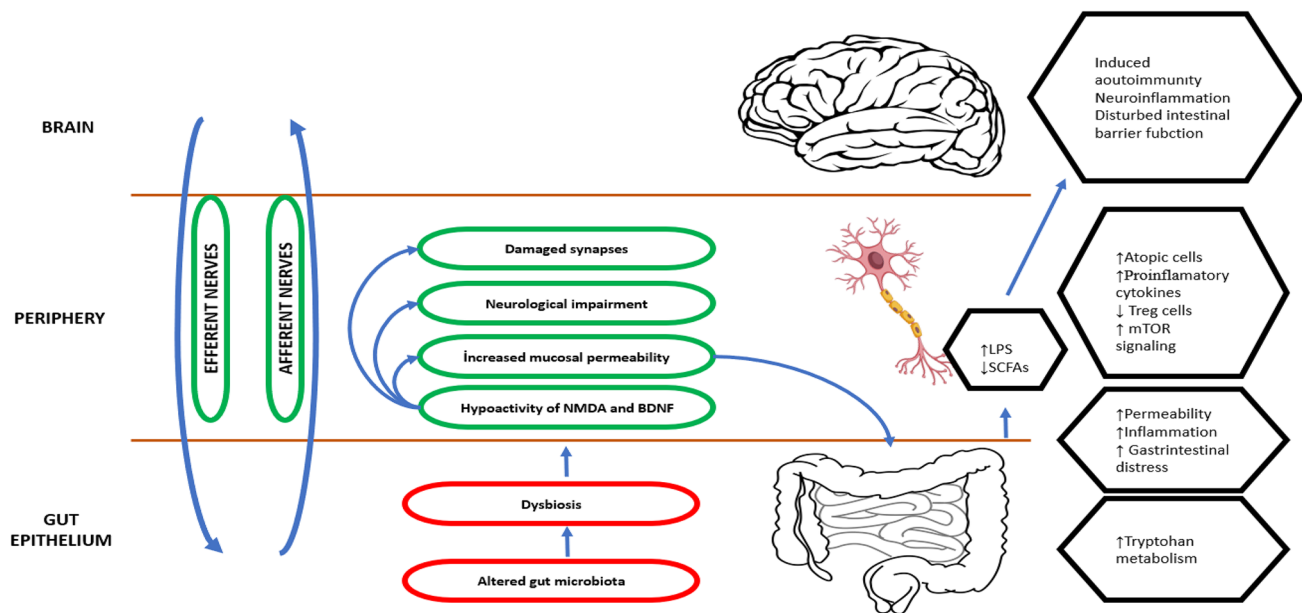 BRAIN
PERIPHERY
GUT
EPITHELIUM
EFFERENT NERVES
AFFERENT NERVES
Damaged synapses
Neurological impairment
İncreased mucosal permeability
Hypoactivity of NMDA and BDNF
Dysbiosis
Altered gut microbiota
↑LPS
↓SCFAs
Induced
aoutoimmunıty
Neuroinflammation
Disturbed intestinal
barrier fubction
↑Atopic cells
↑Proinflamatory
cytokines
↓ Treg cells
↑ mTOR
signaling
↑Permeability
↑Inflammation
↑ Gastrintestinal
distress
↑Tryptohan
metabolism